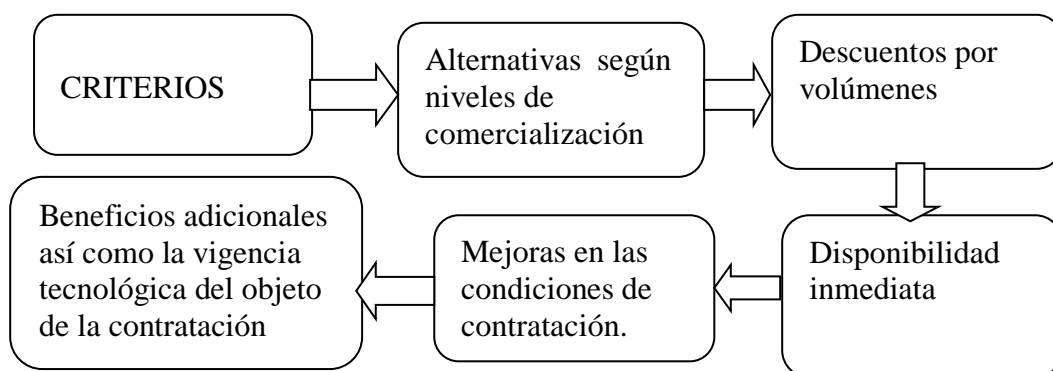 CRITERIOS
Alternativas según
niveles de
comercialización
Descuentos por
volúmenes
Disponibilidad
inmediata
Mejoras en las
condiciones de
contratación.
Beneficios adicionales
así como la vigencia
tecnológica del objeto
de la contratación